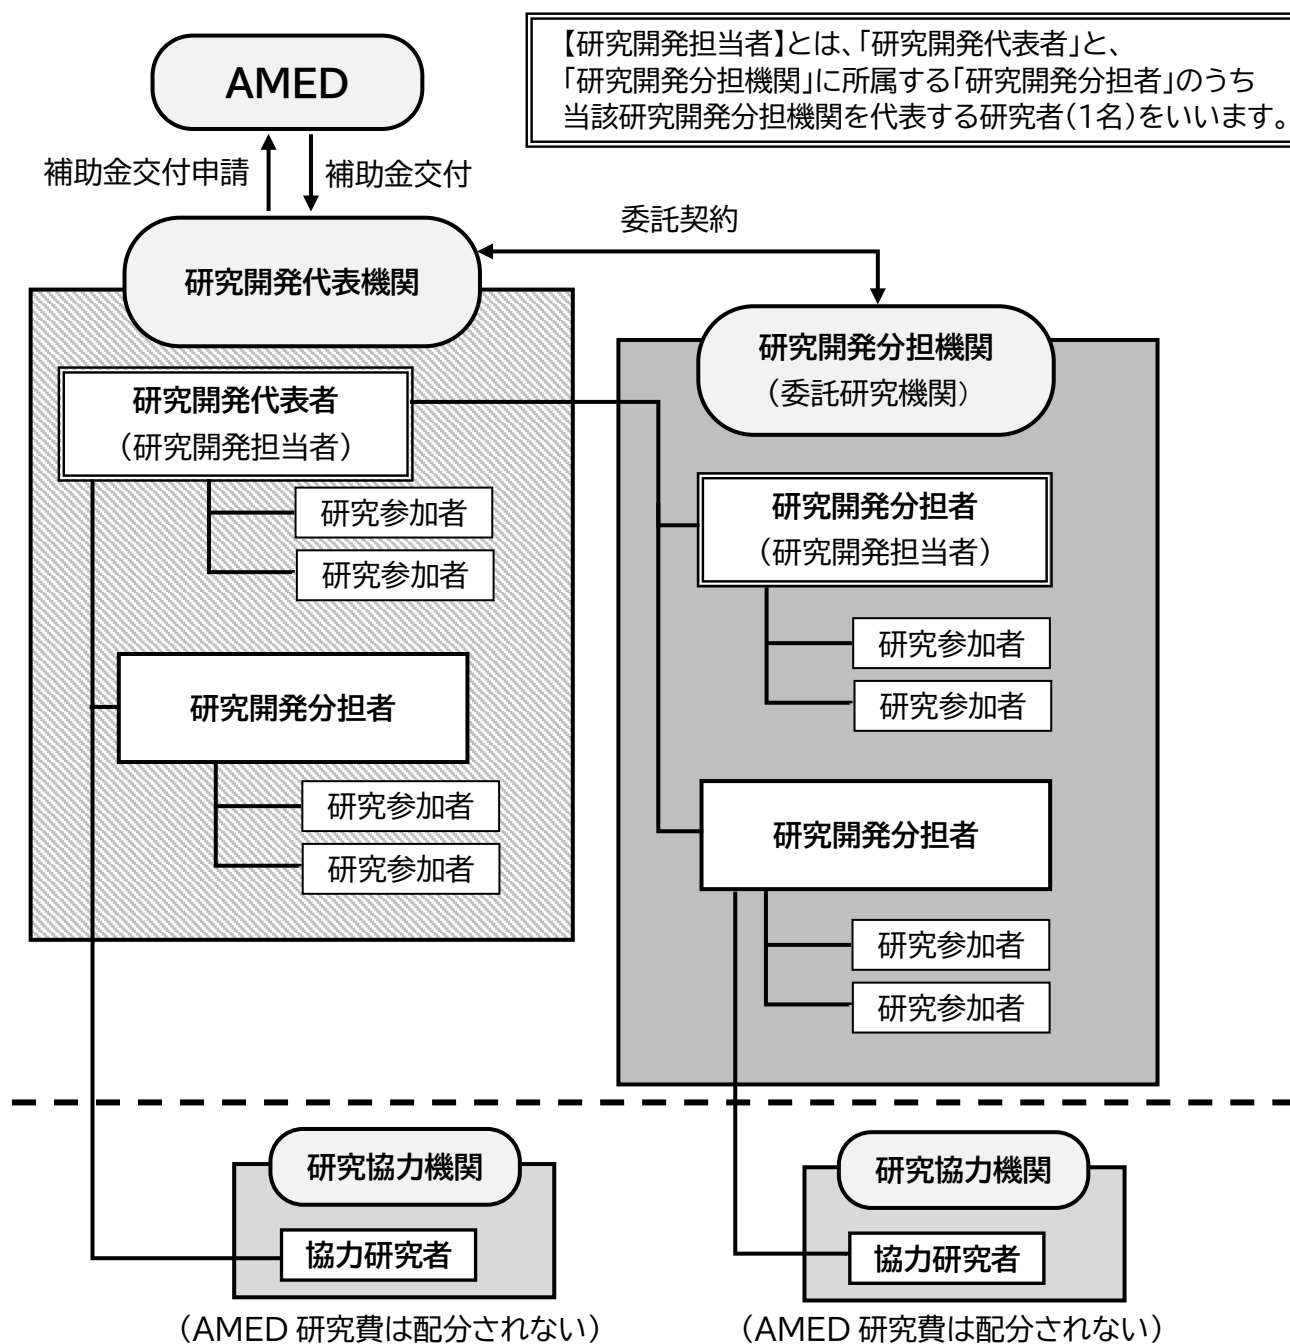 【研究開発担当者】とは、「研究開発代表者」と、
「研究開発分担機関」に所属する「研究開発分担者」のうち
当該研究開発分担機関を代表する研究者（1名）をいいます。
AMED
補助金交付申請
補助金交付
委託契約
研究開発代表機関
研究開発代表者
（研究開発担当者）
研究参加者
研究参加者
研究開発分担者
研究参加者
研究参加者
研究開発分担機関
（委託研究機関）
研究開発分担者
（研究開発担当者）
研究参加者
研究参加者
研究開発分担者
研究参加者
研究参加者
研究協力機関
協力研究者
（AMED 研究費は配分されない）
研究協力機関
協力研究者
（AMED 研究費は配分されない）